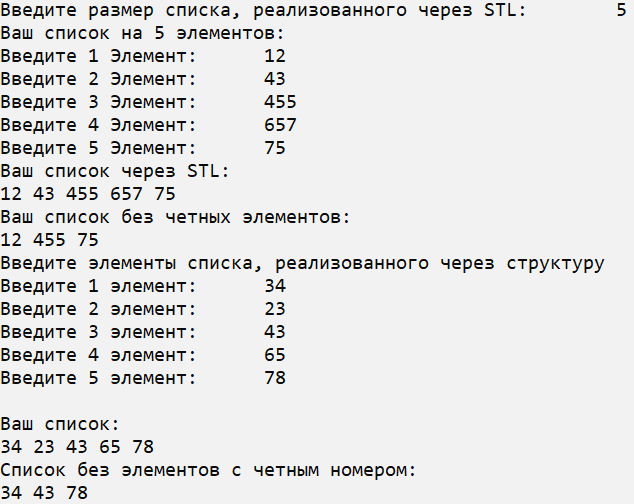 Введите размер списка, реализованного через STL: 5
Ваш список на 5 элементов:
Введите 1 Элемент: 12
Введите 2 Элемент: 43
Введите 3 Элемент: 455
Введите 4 Элемент: 657
Введите 5 Элемент: 75
Ваш список через STL:
12 43 455 657 75
Ваш список без четных элементов:
12 455 75
Введите элементы списка, реализованного через структуру
Введите 1 элемент: 34
Введите 2 элемент: 23
Введите 3 элемент: 43
Введите 4 элемент: 65
Введите 5 элемент: 78
Ваш список:
34 23 43 65 78
Список без элементов с четным номером:
34 43 78